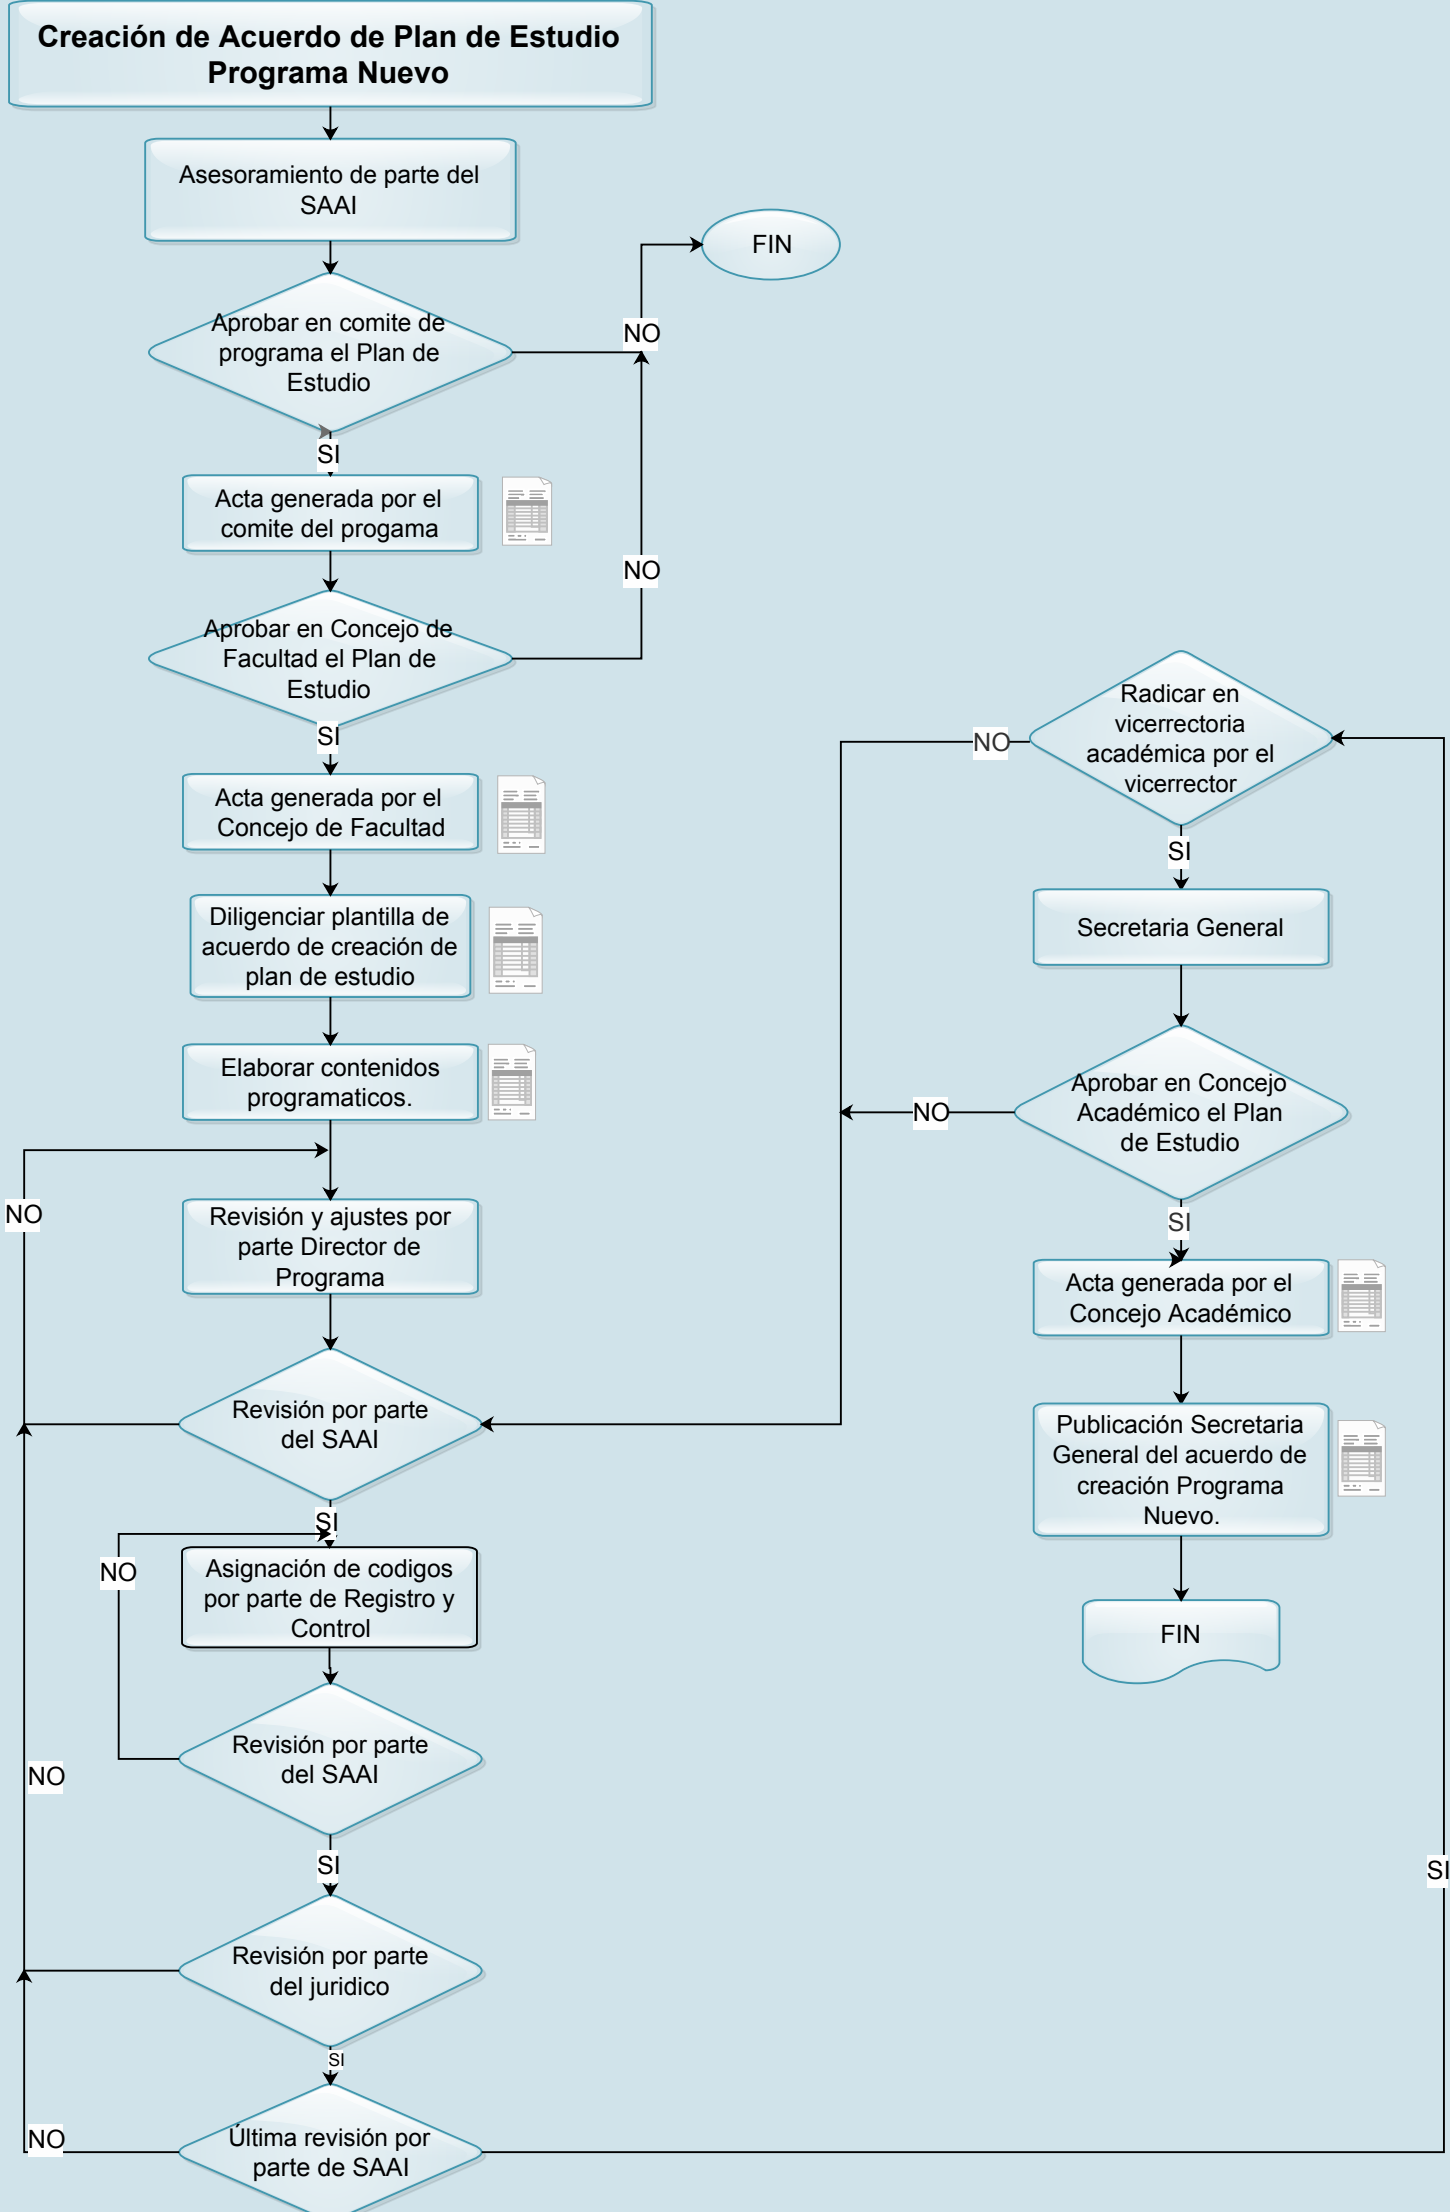 Creación de Acuerdo de Plan de Estudio
Programa Nuevo
Asesoramiento de parte del
SAAI
FIN
Aprobar en comite de
programa el Plan de
Estudio
NO
SI
Acta generada por el
comite del progama
NO
Aprobar en Concejo de
Facultad el Plan de
Estudio
SI
Acta generada por el
Concejo de Facultad
Diligenciar plantilla de
acuerdo de creación de
plan de estudio
Elaborar contenidos
programaticos.
NO
Revisión y ajustes por
parte Director de
Programa
Revisión por parte
del SAAI
SI
NO
Asignación de codigos
por parte de Registro y
Control
Revisión por parte
del SAAI
NO
SI
Revisión por parte
del juridico
SI
NO
Última revisión por
parte de SAAI
SI
Radicar en
vicerrectoria
académica por el
vicerrector
NO
SI
Secretaria General
Aprobar en Concejo
Académico el Plan
de Estudio
NO
SI
Acta generada por el
Concejo Académico
Publicación Secretaria
General del acuerdo de
creación Programa
Nuevo.
FIN